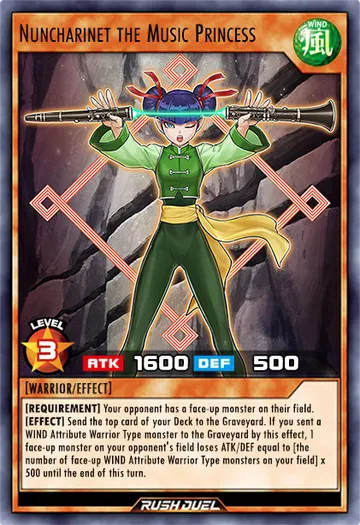 Nuncharinet the Music Princess
WIND
風
LEVEL
3
ATK 1600 DEF 500
[WARRIOR/EFFECT]
[REQUIREMENT] Your opponent has a face-up monster on their field.
[EFFECT] Send the top card of your Deck to the Graveyard. If you sent a
WIND Attribute Warrior Type monster to the Graveyard by this effect, 1
face-up monster on your opponent's field loses ATK/DEF equal to [the
number of face-up WIND Attribute Warrior Type monsters on your field] x
500 until the end of this turn.
RUSH DUEL